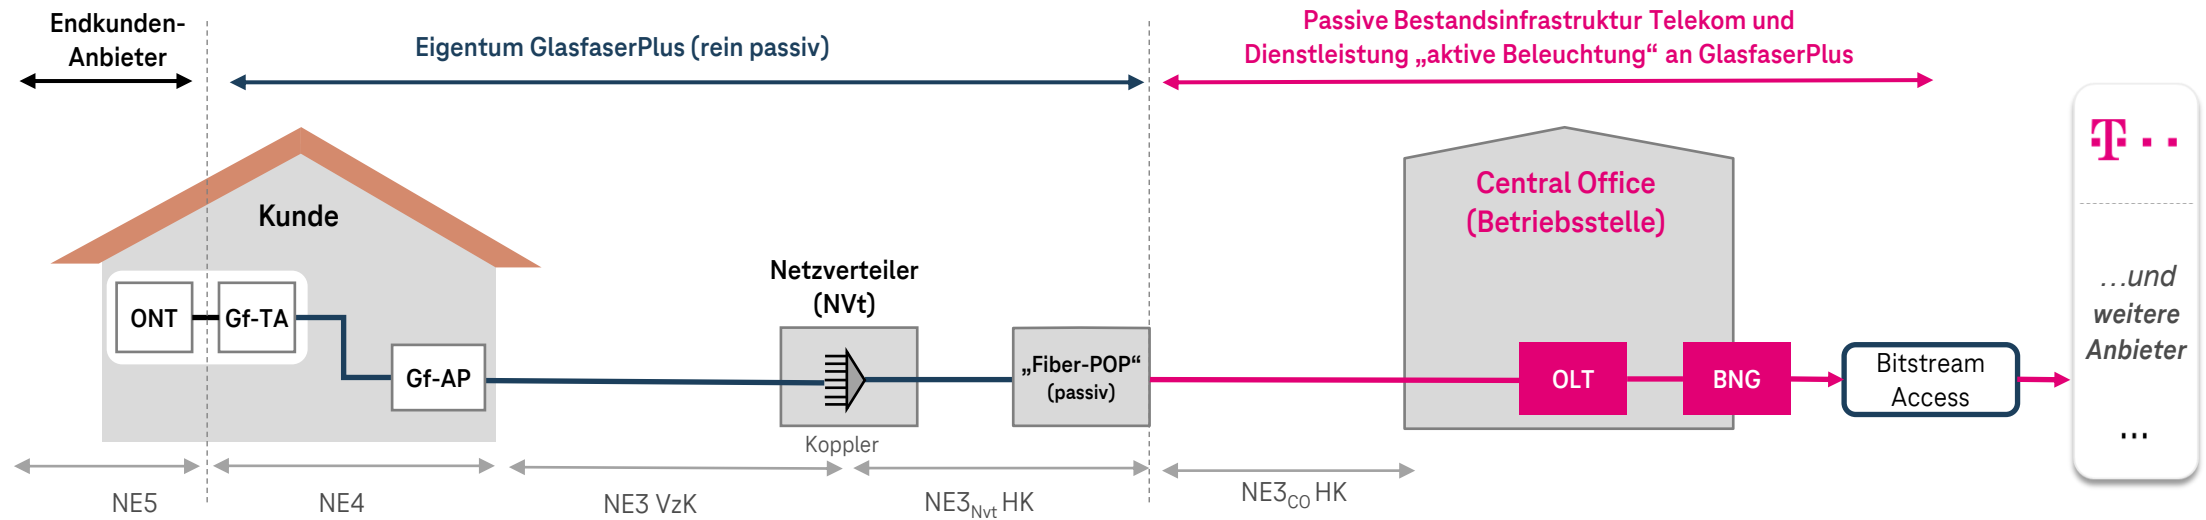 Endkunden-
Anbieter
Eigentum GlasfaserPlus (rein passiv)
Passive Bestandsinfrastruktur Telekom und
Dienstleistung „aktive Beleuchtung“ an GlasfaserPlus
T
Kunde
Central Office
(Betriebsstelle)
Netzverteiler
(NVt)
ONT
Gf-TA
Gf-AP
„Fiber-POP“
(passiv)
OLT
BNG
Bitstream
Access
...und
weitere
Anbieter
...
Koppler
NE5
NE4
NE3 VzK
NE3Nvt HK
NE3CO HK